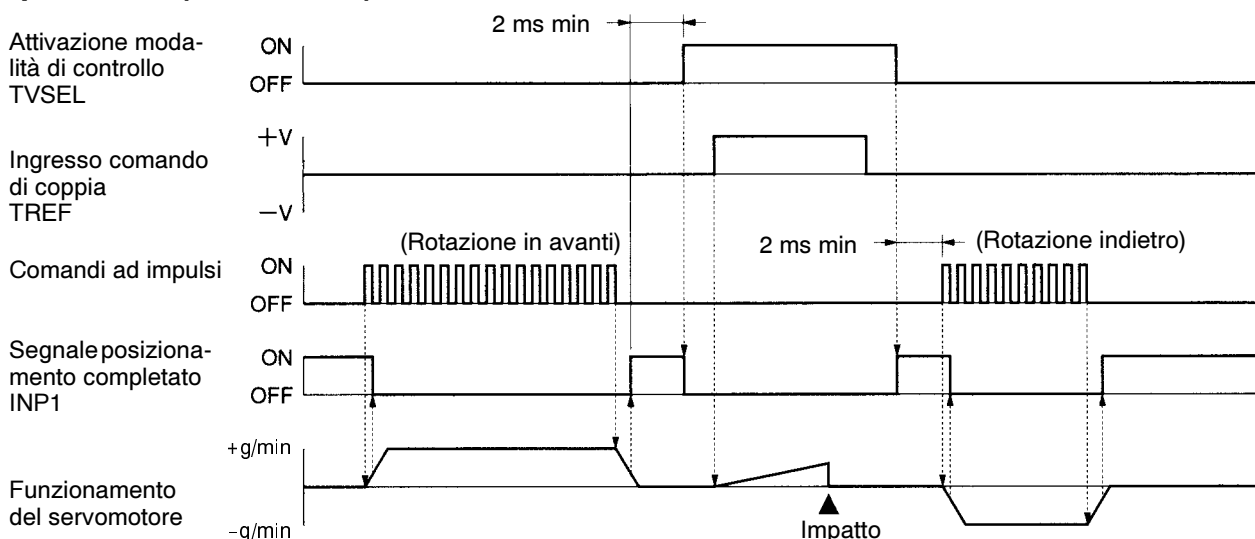 2 ms min
Attivazione moda-
lità di controllo
TVSEL
ON
OFF
Ingresso comando
di coppia
TREF
+V
−V
(Rotazione in avanti)
2 ms min
(Rotazione indietro)
Comandi ad impulsi
ON
OFF
Segnale posiziona-
mento completato
INP1
ON
OFF
+g/min
Funzionamento
del servomotore
−g/min
Impatto